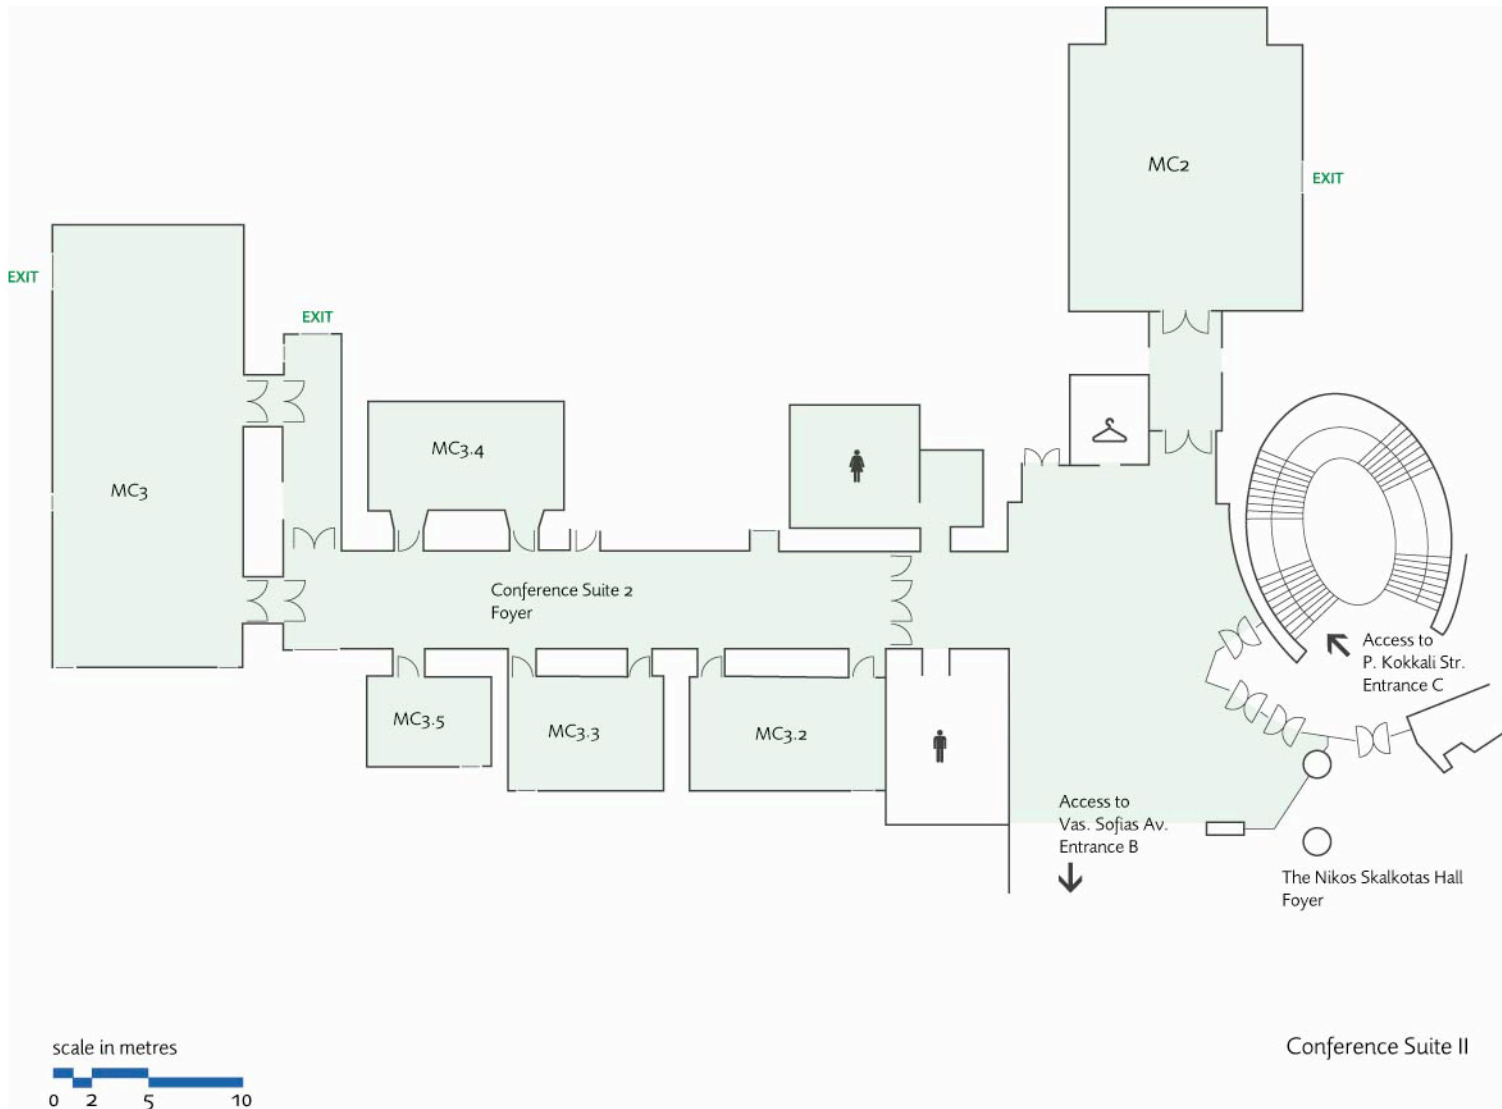 MC2
EXIT
EXIT
EXIT
MC3.4
MC3
Conference Suite 2
Foyer
Access to
P. Kokkali Str.
Entrance C
MC3.5
MC3.3
MC3.2
Access to
Vas. Sofias Av.
Entrance B
The Nikos Skalkotas Hall
Foyer
scale in metres
0 2 5 10
Conference Suite II